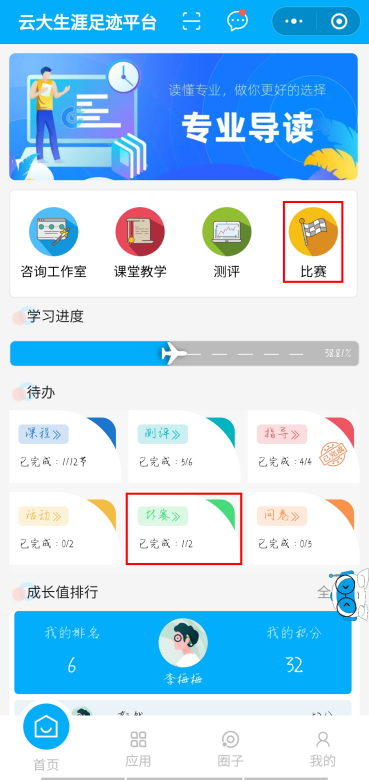 云大生涯足迹平台
读懂专业，做你更好的选择
专业导读
咨询工作室 课堂教学 测评 比赛
学习进度
38.81%
待办
课程 测评 指导
已完成：1/12节 已完成：5/6 已完成：4/4
已完成
活动 比赛 问卷
已完成：0/2 已完成：1/2 已完成：0/3
成长值排行
我的排名 我的积分
6 32
李梅梅
首页 应用 圈子 我的